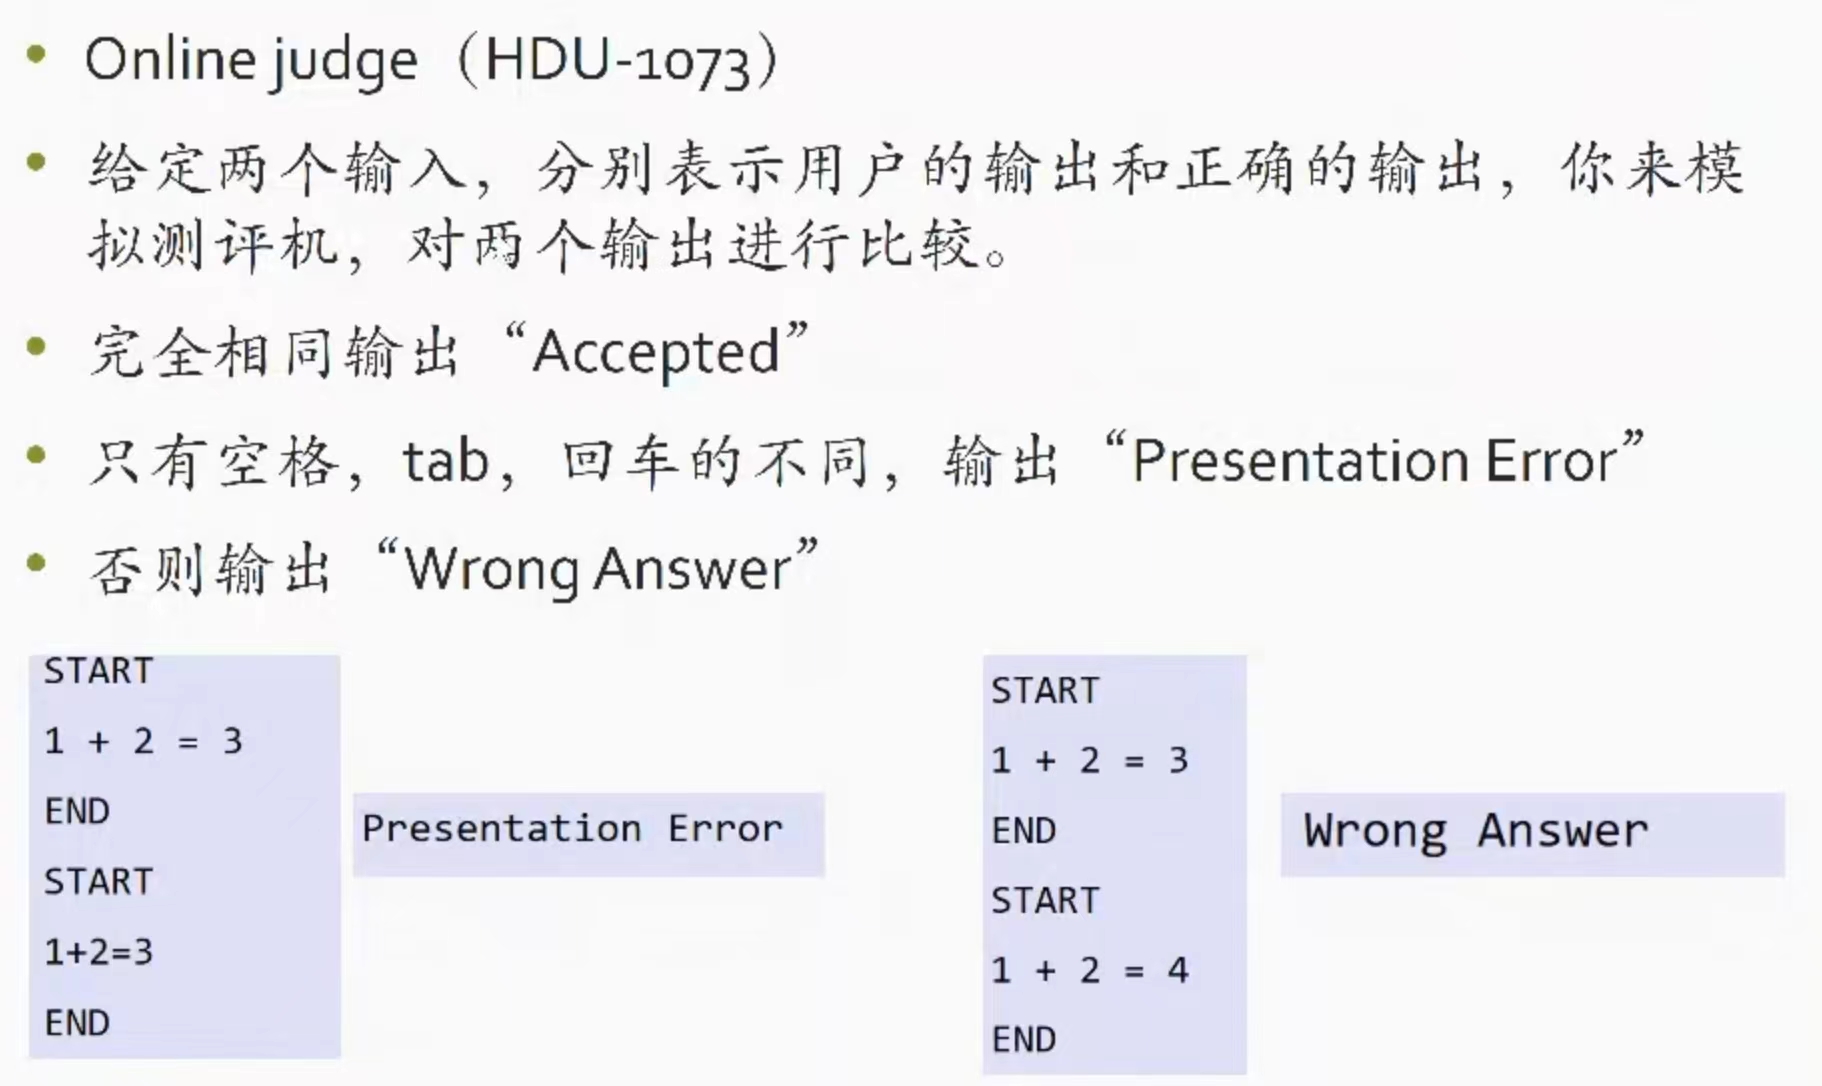 Online judge（HDU-1073）
给定两个输入，分别表示用户的输出和正确的输出，你来模
拟测评机，对两个输出进行比较。
完全相同输出“Accepted”
只有空格，tab，回车的不同，输出“Presentation Error”
否则输出“Wrong Answer”
START
1 + 2 = 3
END
START
1+2=3
END
Presentation Error
START
1 + 2 = 3
END
START
1 + 2 = 4
END
Wrong Answer